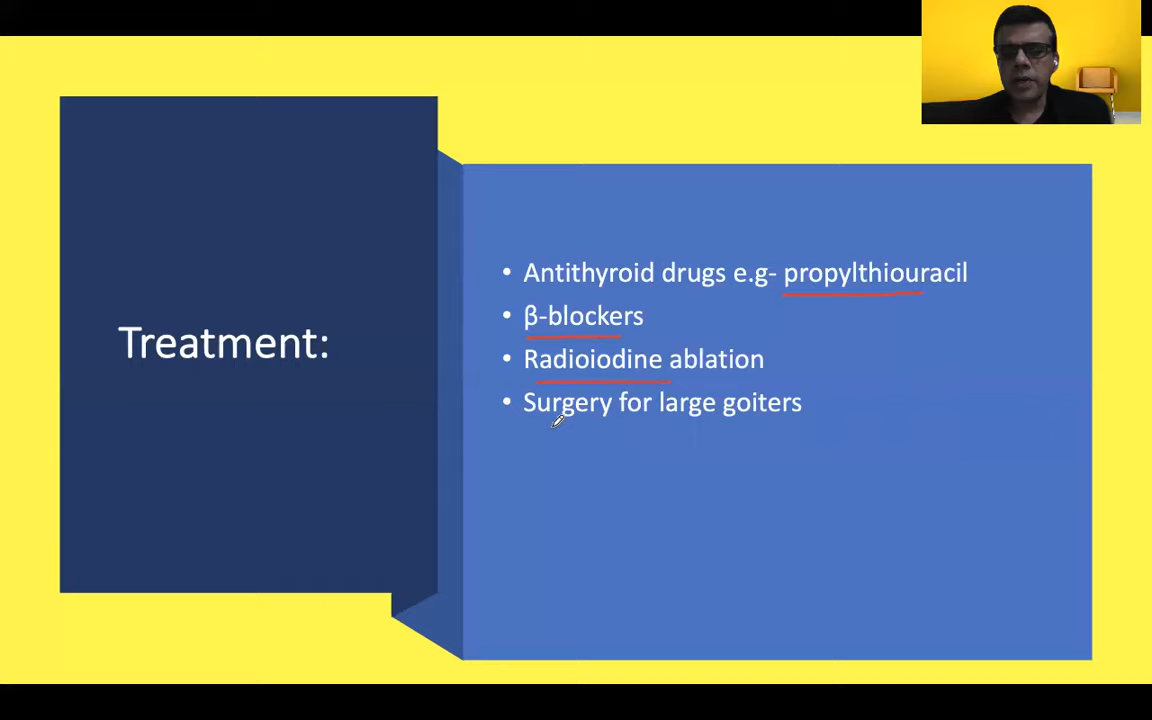 Treatment:
• Antithyroid drugs e.g- propylthiouracil
• β-blockers
• Radioiodine ablation
• Surgery for large goiters